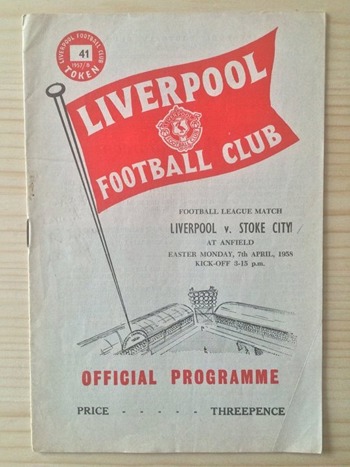 LIVERPOOL FOOTBALL CLUB
41
1957/8
TOKEN
LIVERPOOL
FOOTBALL CLUB
FOOTBALL LEAGUE MATCH
LIVERPOOL v. STOKE CITY
AT ANFIELD
EASTER MONDAY, 7th APRIL, 1958
KICK-OFF 3-15 p.m.
OFFICIAL PROGRAMME
PRICE - - - - - THREEPENCE